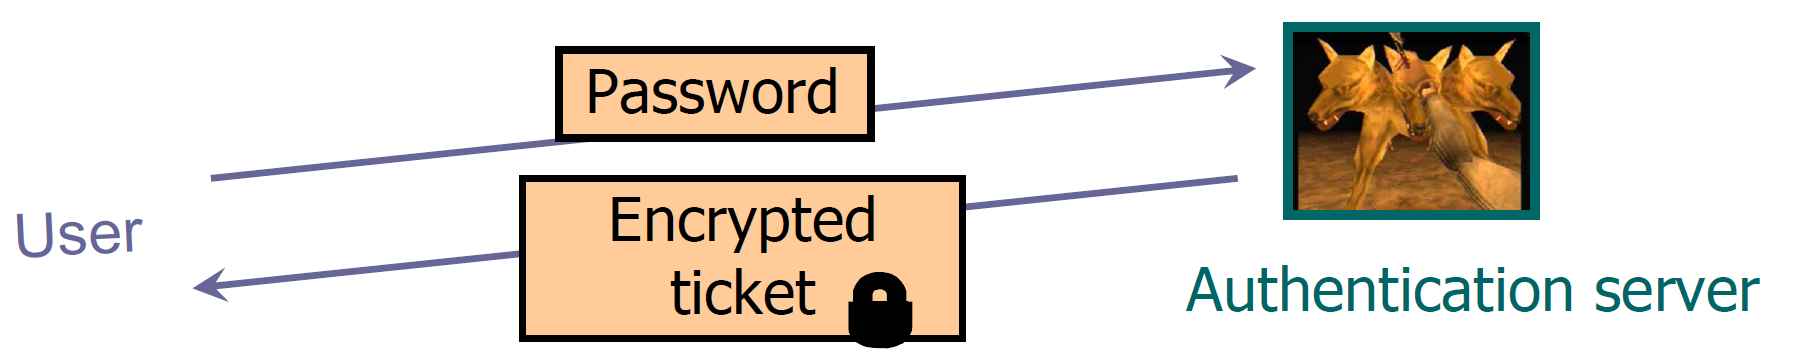 Password
User
Encrypted
ticket
Authentication server